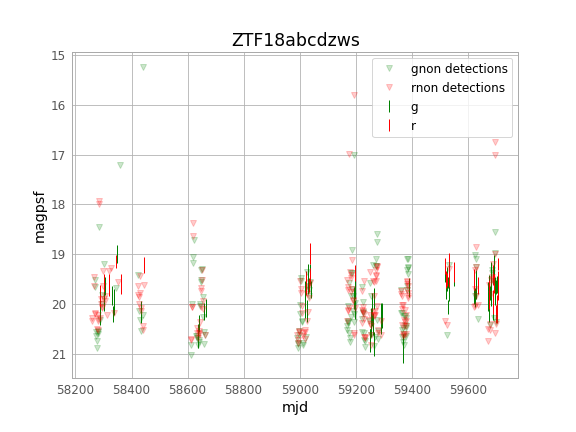 ZTF18abcdzws
15
16
17
18
19
20
21
magpsf
gnon detections
rnon detections
g
r
58200 58400 58600 58800 59000 59200 59400 59600
mjd